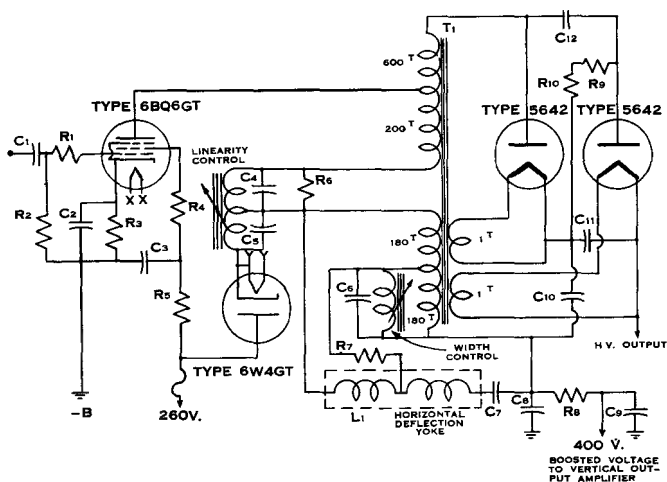 T1
C12
600 T
R10
R9
TYPE 6BQ6GT
TYPE 5642
TYPE 5642
C1
R1
200 T
LINEARITY
CONTROL
X X
R6
C4
R2
C2
R3
R4
C3
C5
180 T
1 T
C11
R5
C6
1 T
C10
180 T
R7
WIDTH
CONTROL
H.V. OUTPUT
TYPE 6W4GT
-B
260V.
L1
HORIZONTAL
DEFLECTION
YOKE
C7
C8
R8
C9
400 V.
BOOSTED VOLTAGE
TO VERTICAL OUT-
PUT AMPLIFIER